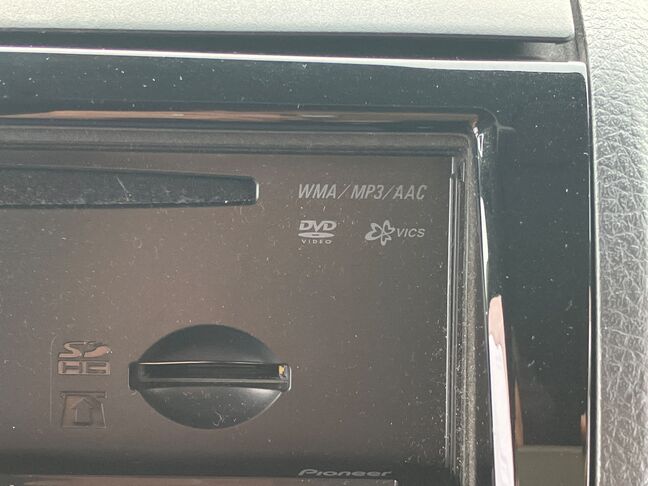 WMA/MP3/AAC
DVD VICS
VIDEO
SD
HC
Pioneer